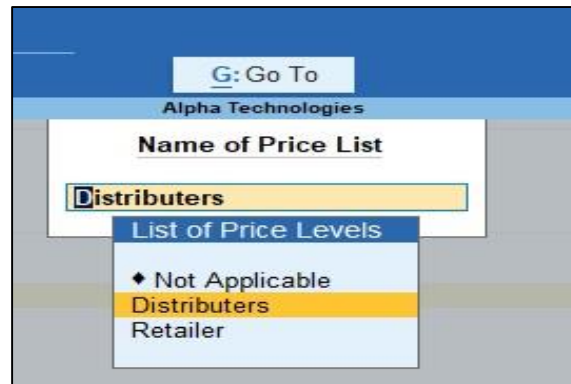 G: Go To
Alpha Technologies
Name of Price List
Distributers
List of Price Levels
♦ Not Applicable
Distributers
Retailer